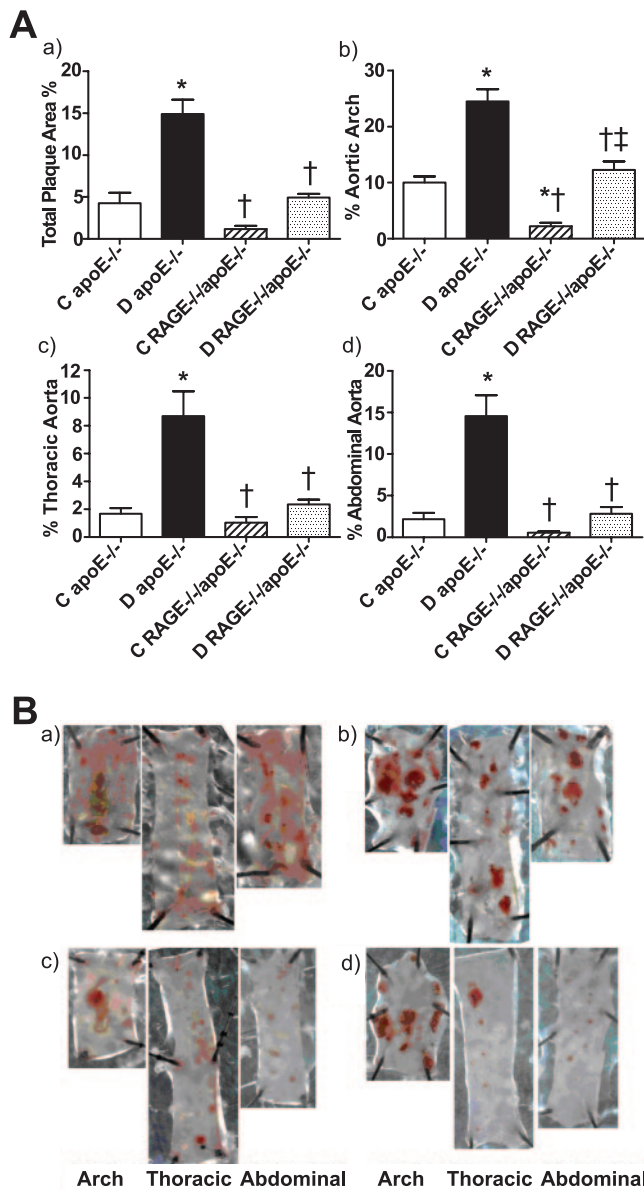 A
a)
Total Plaque Area %
20
15
10
5
0
*
†
†
C apoE-/-
D apoE-/-
C RAGE-/-/apoE-/-
D RAGE-/-/apoE-/-
b)
% Aortic Arch
30
20
10
0
*
*†
†‡
C apoE-/-
D apoE-/-
C RAGE-/-/apoE-/-
D RAGE-/-/apoE-/-
c)
% Thoracic Aorta
12
10
8
6
4
2
0
*
†
†
C apoE-/-
D apoE-/-
C RAGE-/-/apoE-/-
D RAGE-/-/apoE-/-
d)
% Abdominal Aorta
20
15
10
5
0
*
†
†
C apoE-/-
D apoE-/-
C RAGE-/-/apoE-/-
D RAGE-/-/apoE-/-
B
a)
b)
c)
d)
Arch Thoracic Abdominal Arch Thoracic Abdominal